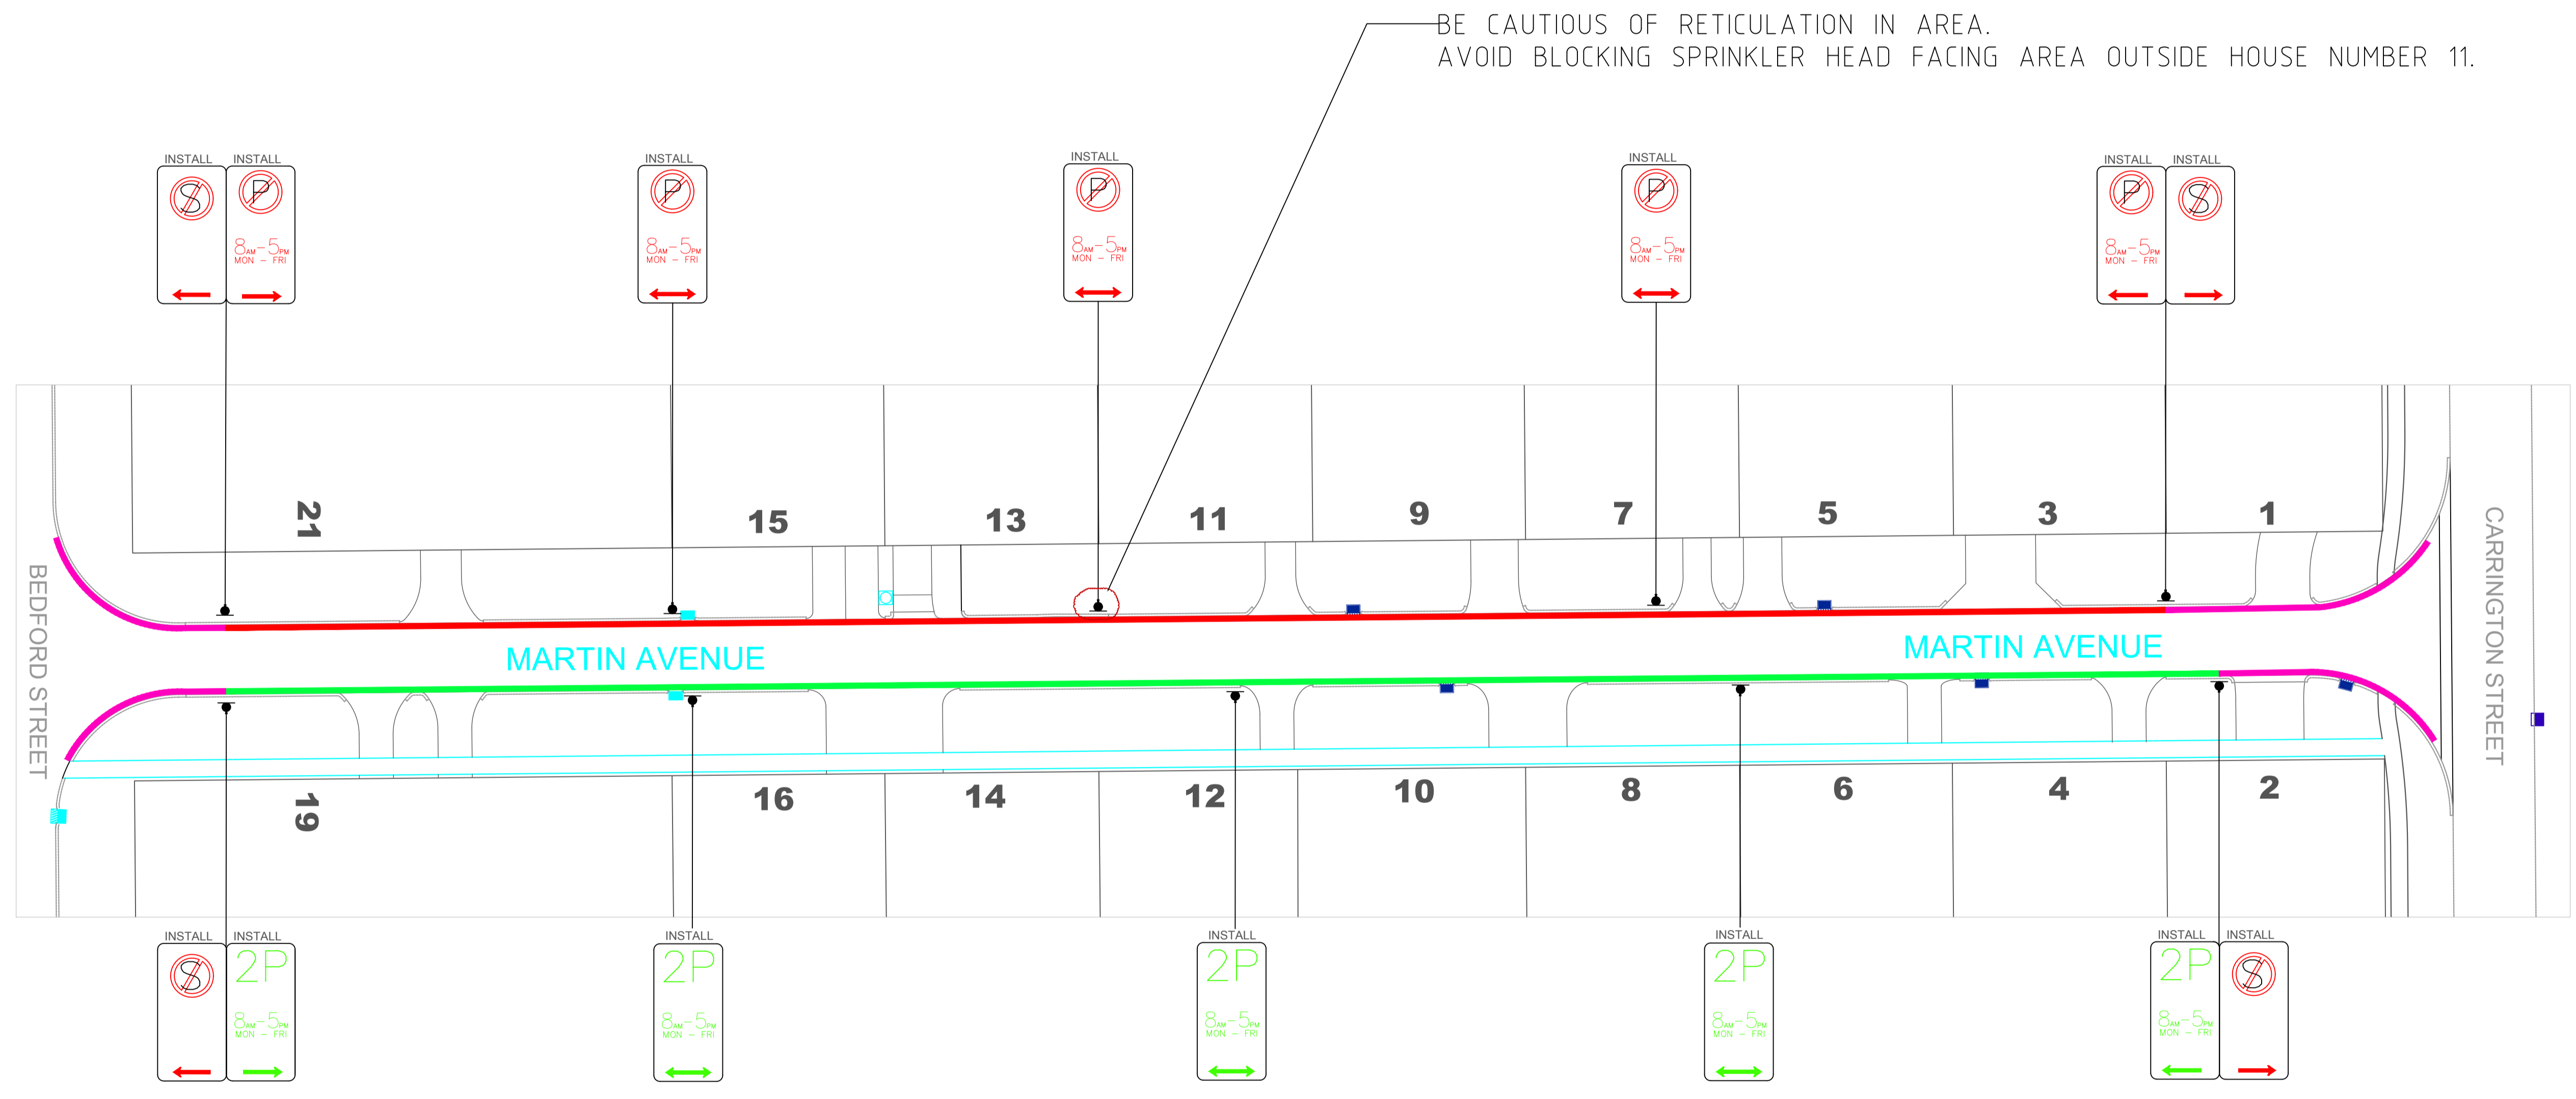 BE CAUTIOUS OF RETICULATION IN AREA.
AVOID BLOCKING SPRINKLER HEAD FACING AREA OUTSIDE HOUSE NUMBER 11.
INSTALL INSTALL
S P
8AM-5PM
MON - FRI
INSTALL
P
8AM-5PM
MON - FRI
INSTALL
P
8AM-5PM
MON - FRI
INSTALL
P
8AM-5PM
MON - FRI
INSTALL INSTALL
P S
8AM-5PM
MON - FRI
21 15 13 11 9 7 5 3 1
BEDFORD STREET
MARTIN AVENUE
MARTIN AVENUE
CARRINGTON STREET
19 16 14 12 10 8 6 4 2
INSTALL INSTALL
S 2P
8AM-5PM
MON - FRI
INSTALL
2P
8AM-5PM
MON - FRI
INSTALL
2P
8AM-5PM
MON - FRI
INSTALL
2P
8AM-5PM
MON - FRI
INSTALL INSTALL
2P S
8AM-5PM
MON - FRI